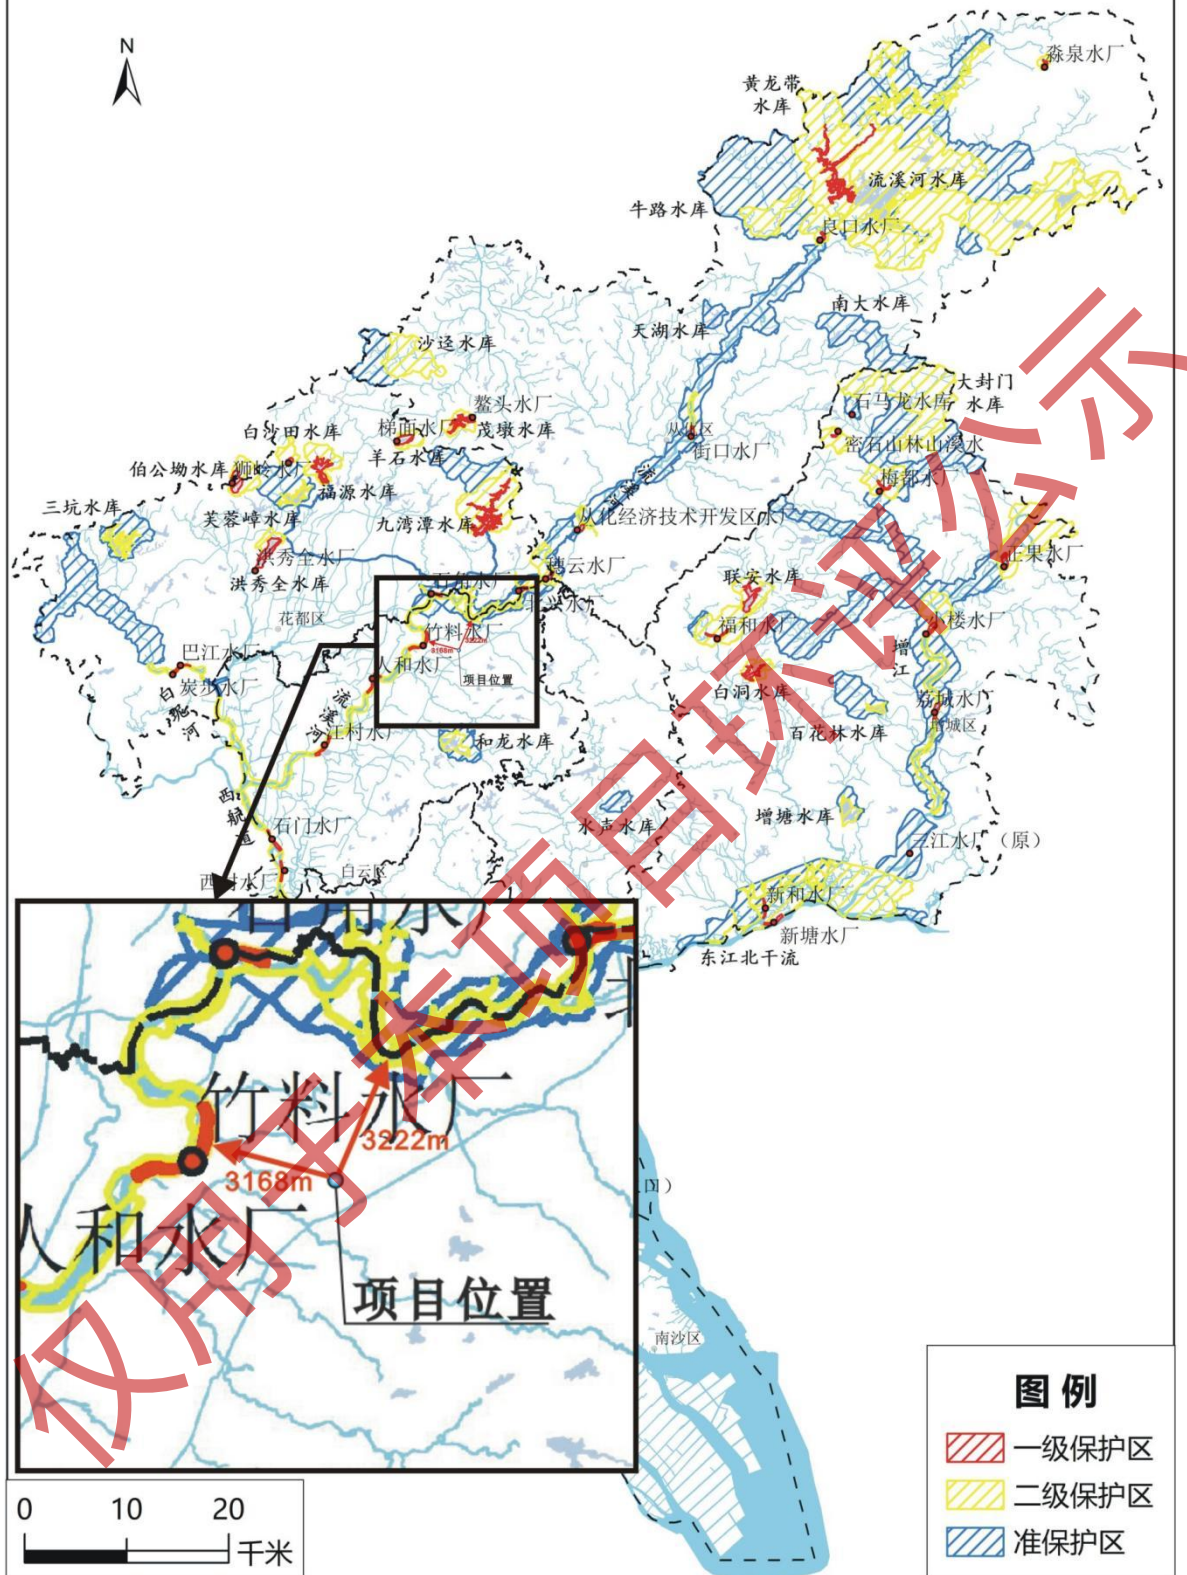 N
淼泉水厂
黄龙带
水库
流溪河水库
牛路水库
良口水厂
南大水库
天湖水库
沙迳水库
大封门
水库
石马龙水库
鳌头水厂
茂墩水库
梯面水厂
羊石水库
白沙田水库
从化区
街口水厂
密石山林山溪水
梅都水厂
伯公坳水库
狮岭水厂
福源水库
三坑水库
芙蓉嶂水库
九湾潭水库
流溪河
从化经济技术开发区水厂
洪秀全水厂
洪秀全水库
正果水厂
穗云水厂
联安水库
花都区
竹料水厂
3222m
3168m
福和水厂
小楼水厂
增江
巴江水厂
炭步水厂
白坭河
人和水厂
项目位置
流溪河
白洞水库
荔城水厂
增城区
江村水厂
和龙水库
百花林水库
西航道
石门水厂
水声水库
增塘水库
三江水厂（原）
白云区
西村水厂
新和水厂
新塘水厂
东江北干流
竹料水厂
3222m
3168m
人和水厂
项目位置
南沙区
图例
一级保护区
二级保护区
准保护区
0 10 20
千米
仅用于本项目环评公示